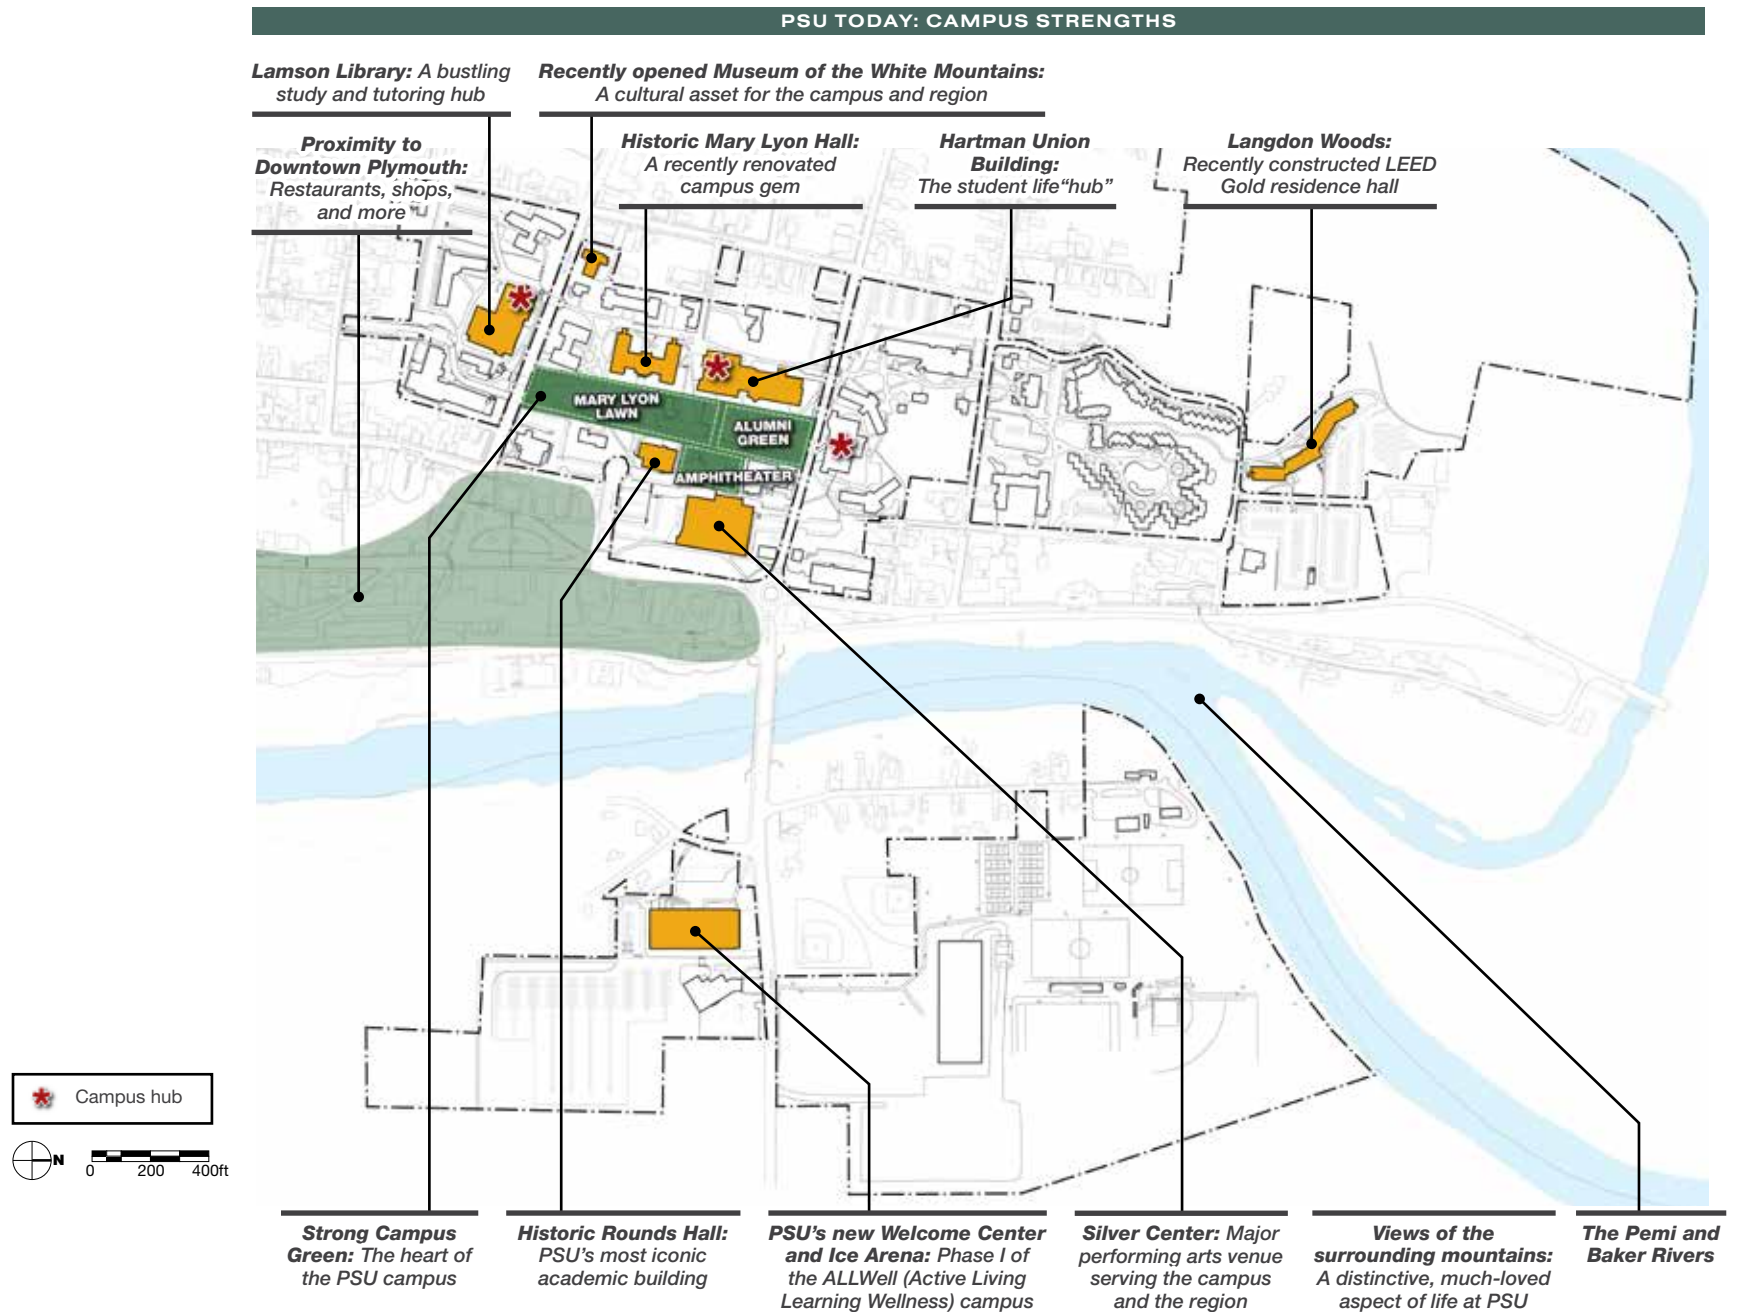 PSU TODAY: CAMPUS STRENGTHS
Lamson Library: A bustling
study and tutoring hub
Recently opened Museum of the White Mountains:
A cultural asset for the campus and region
Proximity to
Downtown Plymouth:
Restaurants, shops,
and more
Historic Mary Lyon Hall:
A recently renovated
campus gem
Hartman Union
Building:
The student life“hub”
Langdon Woods:
Recently constructed LEED
Gold residence hall
MARY LYON
LAWN
ALUMNI
GREEN
AMPHITHEATER
Campus hub
N
0 200 400ft
Strong Campus
Green: The heart of
the PSU campus
Historic Rounds Hall:
PSU’s most iconic
academic building
PSU’s new Welcome Center
and Ice Arena: Phase I of
the ALLWell (Active Living
Learning Wellness) campus
Silver Center: Major
performing arts venue
serving the campus
and the region
Views of the
surrounding mountains:
A distinctive, much-loved
aspect of life at PSU
The Pemi and
Baker Rivers